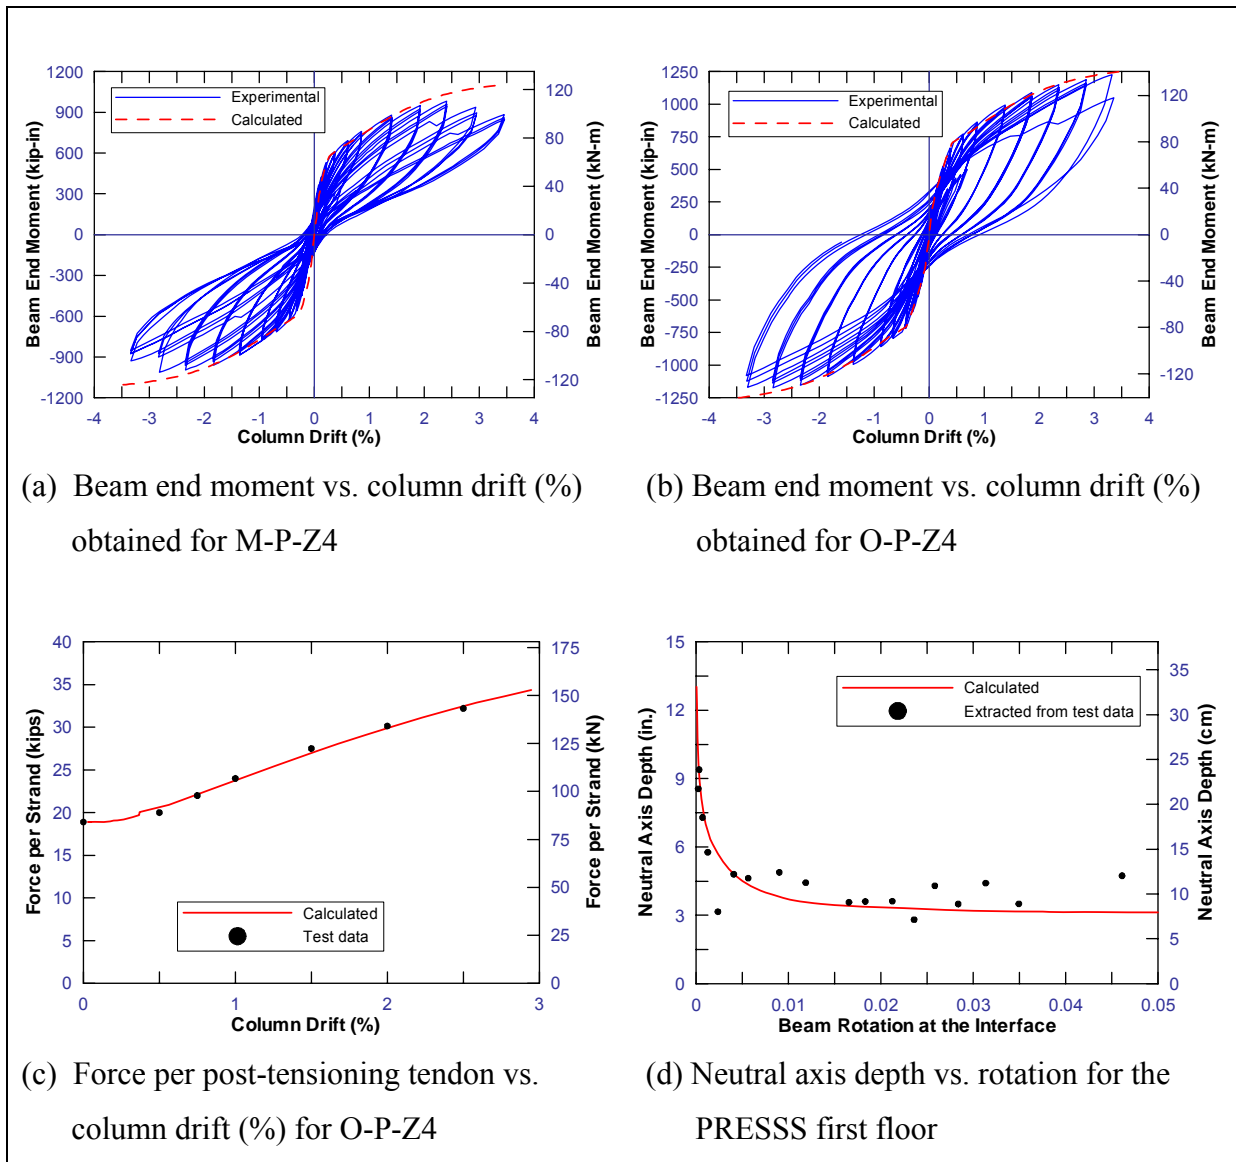 1200
900
600
300
0
-300
-600
-900
-1200
Beam End Moment (kip-in)
Experimental
Calculated
120
80
40
0
-40
-80
-120
Beam End Moment (kN-m)
-4 -3 -2 -1 0 1 2 3 4
Column Drift (%)
1250
1000
750
500
250
0
-250
-500
-750
-1000
-1250
Beam End Moment (kip-in)
Experimental
Calculated
120
80
40
0
-40
-80
-120
Beam End Moment (kN-m)
-4 -3 -2 -1 0 1 2 3 4
Column Drift (%)
(a) Beam end moment vs. column drift (%)
obtained for M-P-Z4
(b) Beam end moment vs. column drift (%)
obtained for O-P-Z4
40
35
30
25
20
15
10
5
0
Force per Strand (kips)
Calculated
Test data
175
150
125
100
75
50
25
0
Force per Strand (kN)
0 1 2 3
Column Drift (%)
15
12
9
6
3
0
Neutral Axis Depth (in.)
Calculated
Extracted from test data
35
30
25
20
15
10
5
0
Neutral Axis Depth (cm)
0 0.01 0.02 0.03 0.04 0.05
Beam Rotation at the Interface
(c) Force per post-tensioning tendon vs.
column drift (%) for O-P-Z4
(d) Neutral axis depth vs. rotation for the
PRESSS first floor